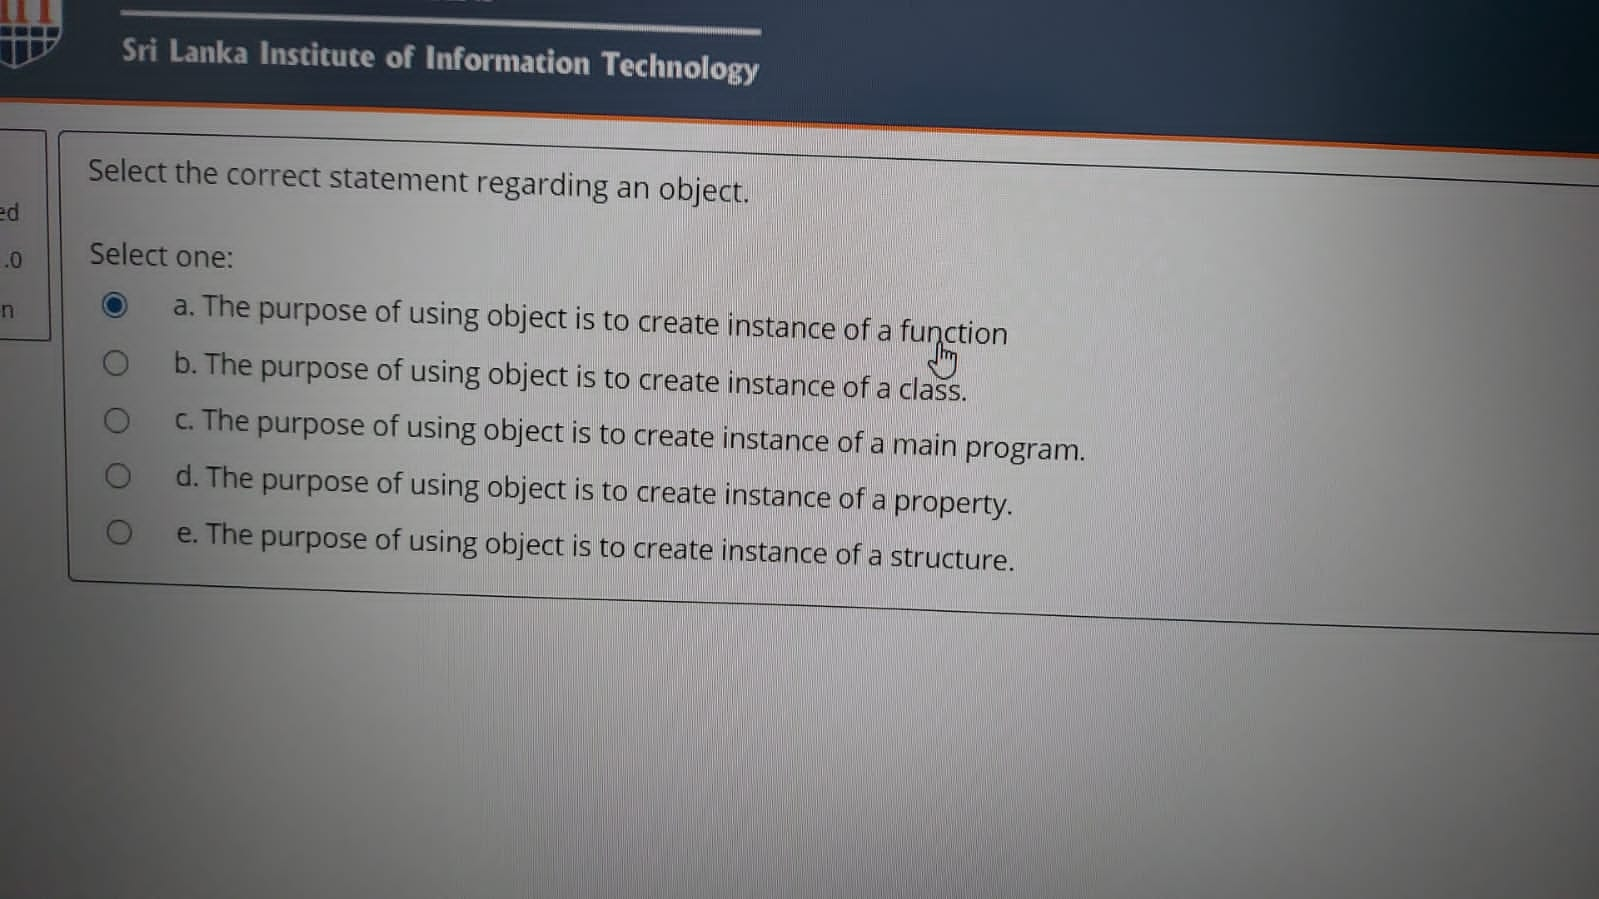 Sri Lanka Institute of Information Technology
ed
.0
n
Select the correct statement regarding an object.
Select one:
a. The purpose of using object is to create instance of a function
b. The purpose of using object is to create instance of a class.
c. The purpose of using object is to create instance of a main program.
d. The purpose of using object is to create instance of a property.
e. The purpose of using object is to create instance of a structure.